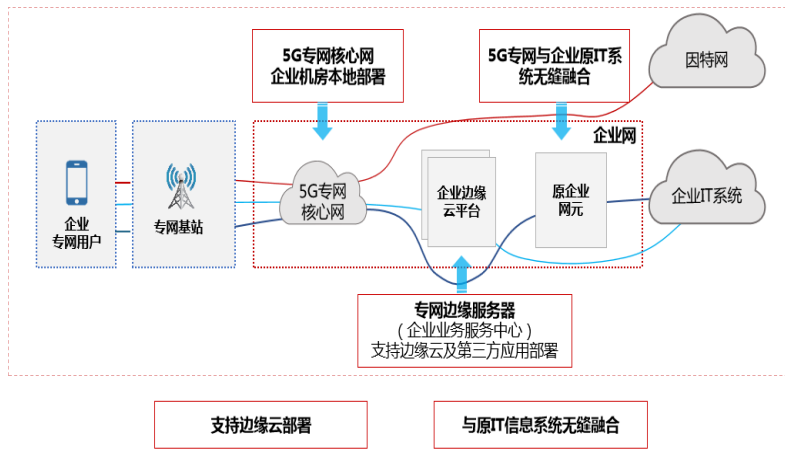 5G专网核心网
企业机房本地部署
5G专网与企业原IT系
统无缝融合
因特网
企业网
企业
专网用户
专网基站
5G专网
核心网
企业边缘
云平台
原企业
网元
企业IT系统
专网边缘服务器
（企业业务服务中心）
支持边缘云及第三方应用部署
支持边缘云部署
与原IT信息系统无缝融合